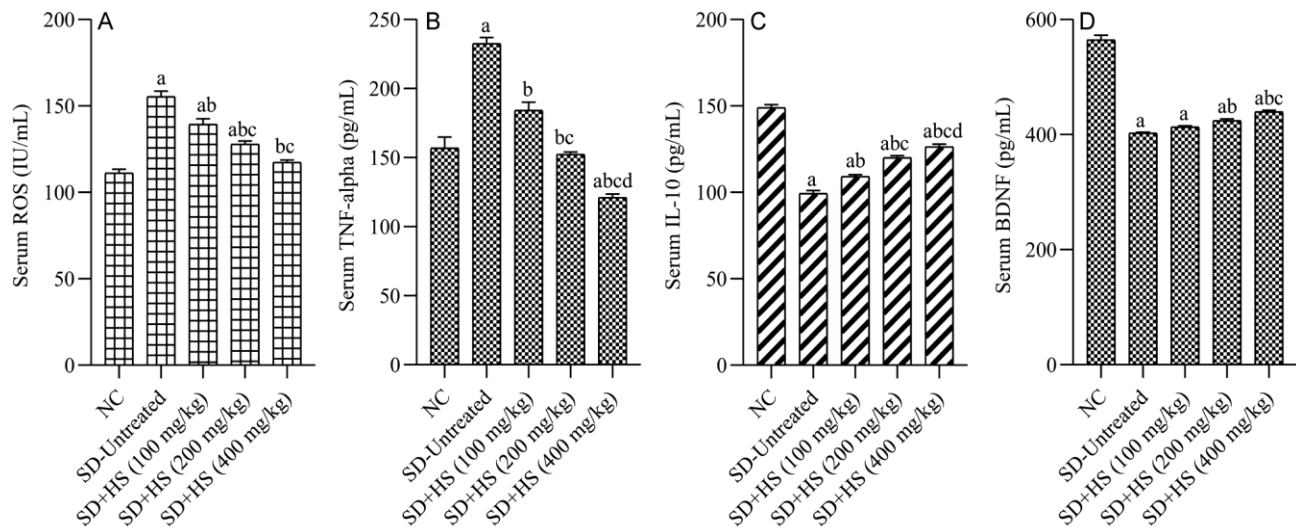 A
Serum ROS (IU/mL)
200
150
100
50
0
a
ab
abc
bc
NC
SD-Untreated
SD+HS (100 mg/kg)
SD+HS (200 mg/kg)
SD+HS (400 mg/kg)
B
Serum TNF-alpha (pg/mL)
250
200
150
100
50
0
a
b
bc
abcd
NC
SD-Untreated
SD+HS (100 mg/kg)
SD+HS (200 mg/kg)
SD+HS (400 mg/kg)
C
Serum IL-10 (pg/mL)
200
150
100
50
0
a
ab
abc
abcd
NC
SD-Untreated
SD+HS (100 mg/kg)
SD+HS (200 mg/kg)
SD+HS (400 mg/kg)
D
Serum BDNF (pg/mL)
600
400
200
0
a
a
ab
abc
NC
SD-Untreated
SD+HS (100 mg/kg)
SD+HS (200 mg/kg)
SD+HS (400 mg/kg)